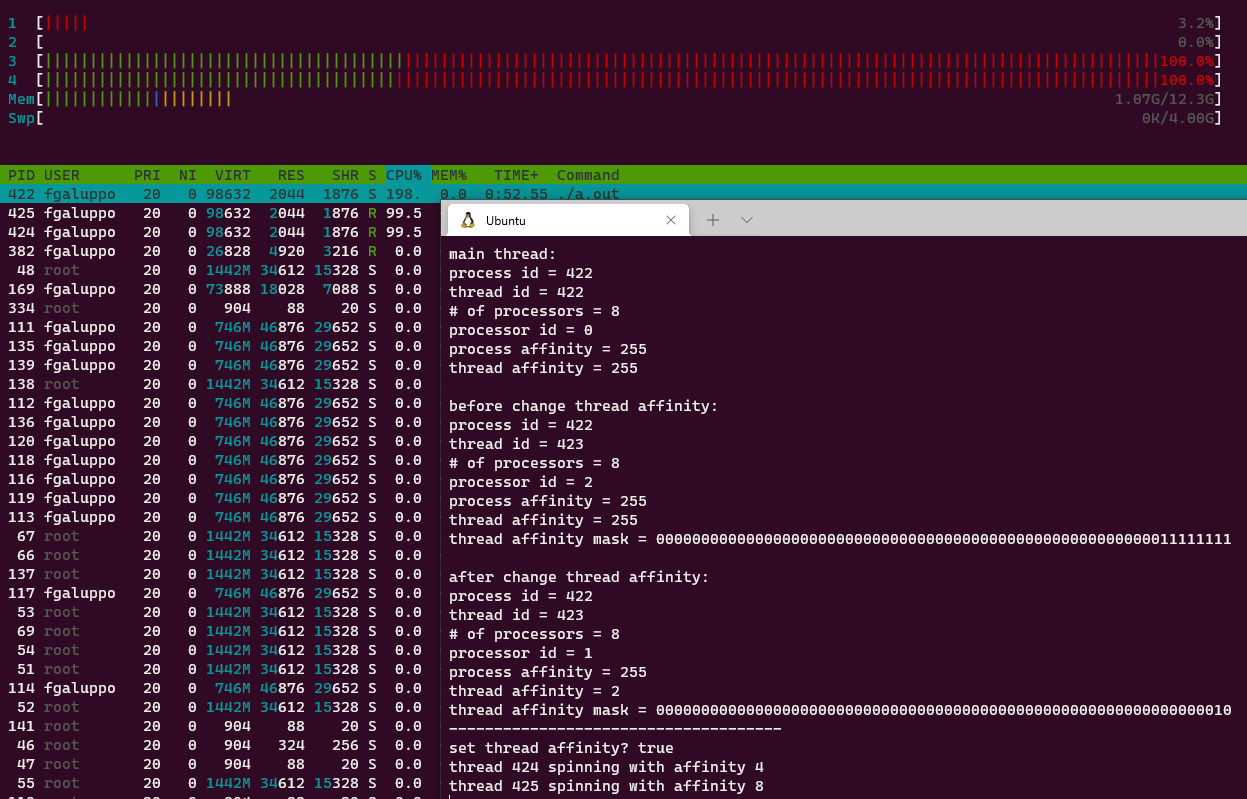 1 [||||| 3.2%]
2 [ 0.0%]
3 [ 100.0%]
4 [ 100.0%]
Mem[ 1.07G/12.3G]
Swp[ 0K/4.00G]
PID USER PRI NI VIRT RES SHR S CPU% MEM% TIME+ Command
422 fgaluppo 20 0 98632 2044 1876 S 198. 0.0 0:52.55 ./a.out
425 fgaluppo 20 0 98632 2044 1876 R 99.5
424 fgaluppo 20 0 98632 2044 1876 R 99.5
382 fgaluppo 20 0 26828 4920 3216 R 0.0
48 root 20 0 1442M 34612 15328 S 0.0
169 fgaluppo 20 0 73888 18028 7088 S 0.0
334 root 20 0 904 88 20 S 0.0
111 fgaluppo 20 0 746M 46876 29652 S 0.0
135 fgaluppo 20 0 746M 46876 29652 S 0.0
139 fgaluppo 20 0 746M 46876 29652 S 0.0
138 root 20 0 1442M 34612 15328 S 0.0
112 fgaluppo 20 0 746M 46876 29652 S 0.0
136 fgaluppo 20 0 746M 46876 29652 S 0.0
120 fgaluppo 20 0 746M 46876 29652 S 0.0
118 fgaluppo 20 0 746M 46876 29652 S 0.0
116 fgaluppo 20 0 746M 46876 29652 S 0.0
119 fgaluppo 20 0 746M 46876 29652 S 0.0
113 fgaluppo 20 0 746M 46876 29652 S 0.0
67 root 20 0 1442M 34612 15328 S 0.0
66 root 20 0 1442M 34612 15328 S 0.0
137 root 20 0 1442M 34612 15328 S 0.0
117 fgaluppo 20 0 746M 46876 29652 S 0.0
53 root 20 0 1442M 34612 15328 S 0.0
69 root 20 0 1442M 34612 15328 S 0.0
54 root 20 0 1442M 34612 15328 S 0.0
51 root 20 0 1442M 34612 15328 S 0.0
114 fgaluppo 20 0 746M 46876 29652 S 0.0
52 root 20 0 1442M 34612 15328 S 0.0
141 root 20 0 904 88 20 S 0.0
46 root 20 0 904 324 256 S 0.0
47 root 20 0 904 88 20 S 0.0
55 root 20 0 1442M 34612 15328 S 0.0
Ubuntu
main thread:
process id = 422
thread id = 422
# of processors = 8
processor id = 0
process affinity = 255
thread affinity = 255
before change thread affinity:
process id = 422
thread id = 423
# of processors = 8
processor id = 2
process affinity = 255
thread affinity = 255
thread affinity mask = 0000000000000000000000000000000000000000000000000000000011111111
after change thread affinity:
process id = 422
thread id = 423
# of processors = 8
processor id = 1
process affinity = 255
thread affinity = 2
thread affinity mask = 0000000000000000000000000000000000000000000000000000000000000010
-------------------------------------
set thread affinity? true
thread 424 spinning with affinity 4
thread 425 spinning with affinity 8